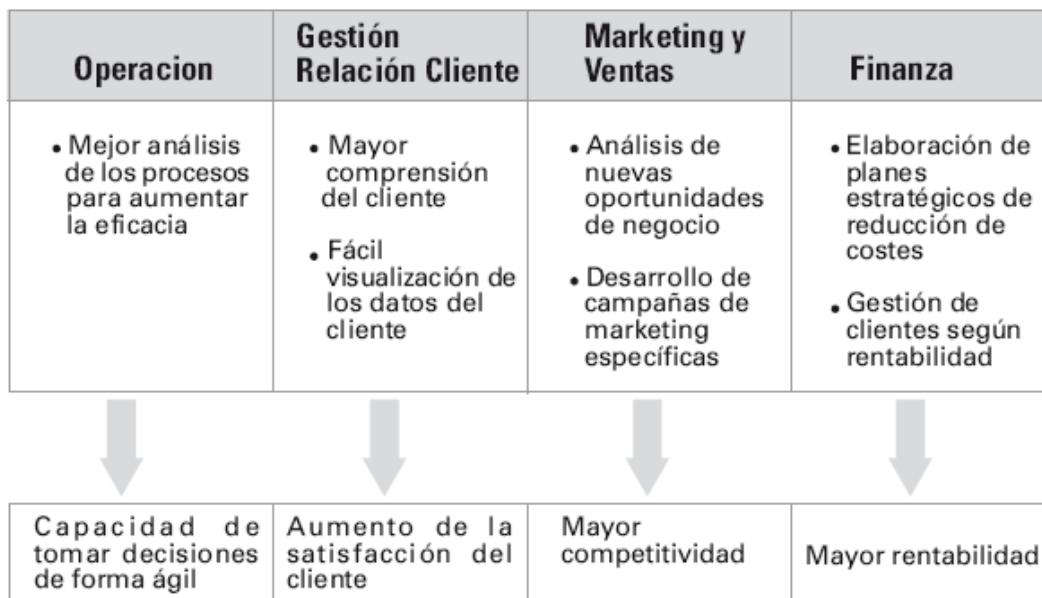 Operacion
Gestión
Relación Cliente
Marketing y
Ventas
Finanza
• Mejor análisis
de los procesos
para aumentar
la eficacia
• Mayor
comprensión
del cliente
• Fácil
visualización de
los datos del
cliente
• Análisis de
nuevas
oportunidades
de negocio
• Desarrollo de
campañas de
marketing
específicas
• Elaboración de
planes
estratégicos de
reducción de
costes
• Gestión de
clientes según
rentabilidad
Capacidad de
tomar decisiones
de forma ágil
Aumento de la
satisfacción del
cliente
Mayor
competitividad
Mayor rentabilidad